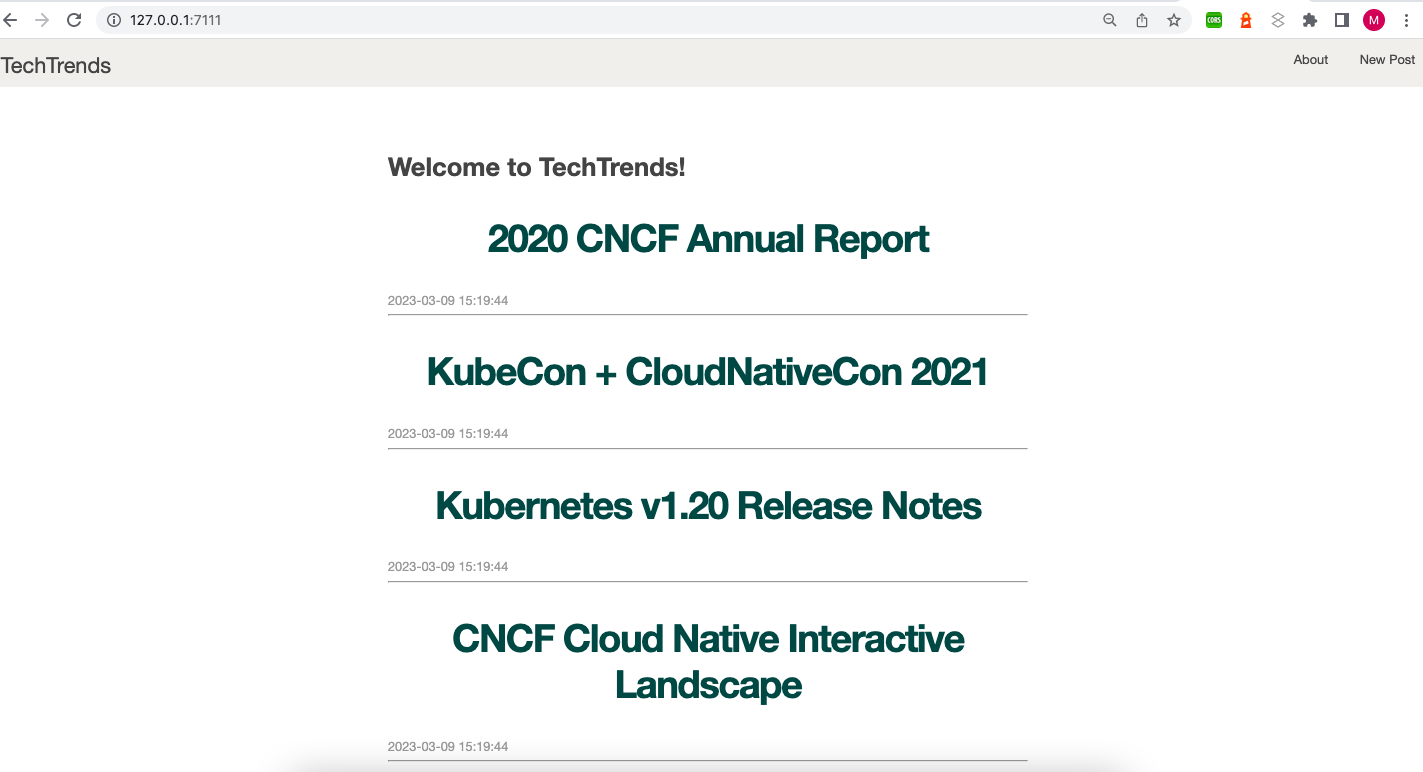 127.0.0.1:7111
CORS
M
TechTrends
About
New Post
Welcome to TechTrends!
2020 CNCF Annual Report
2023-03-09 15:19:44
KubeCon + CloudNativeCon 2021
2023-03-09 15:19:44
Kubernetes v1.20 Release Notes
2023-03-09 15:19:44
CNCF Cloud Native Interactive
Landscape
2023-03-09 15:19:44